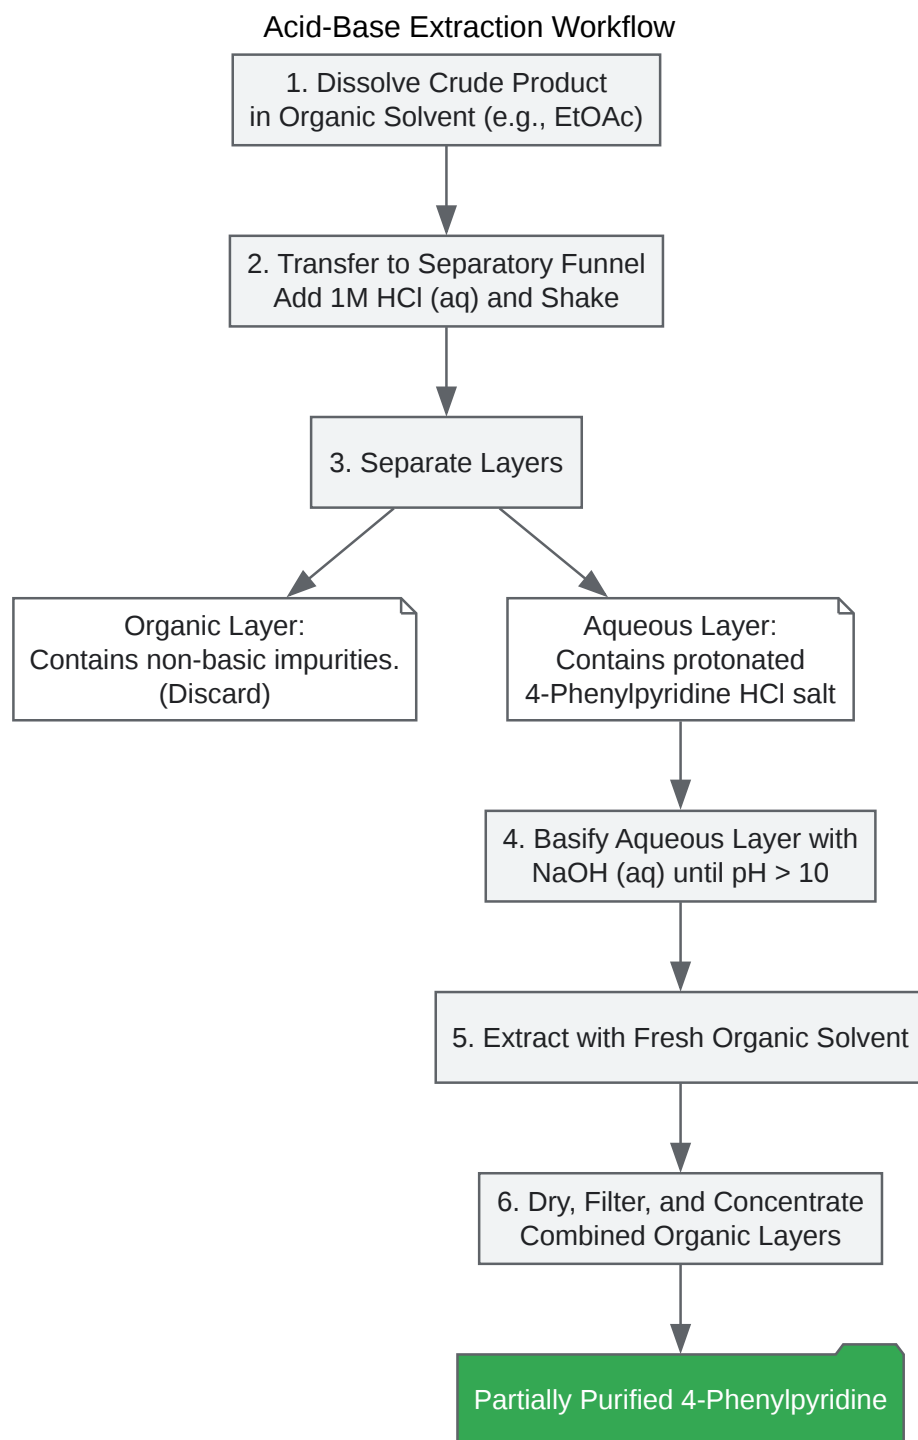 Acid-Base Extraction Workflow
1. Dissolve Crude Product
in Organic Solvent (e.g., EtOAc)
2. Transfer to Separatory Funnel
Add 1M HCl (aq) and Shake
3. Separate Layers
Organic Layer:
Contains non-basic impurities.
(Discard)
Aqueous Layer:
Contains protonated
4-Phenylpyridine HCl salt
4. Basify Aqueous Layer with
NaOH (aq) until pH > 10
5. Extract with Fresh Organic Solvent
6. Dry, Filter, and Concentrate
Combined Organic Layers
Partially Purified 4-Phenylpyridine